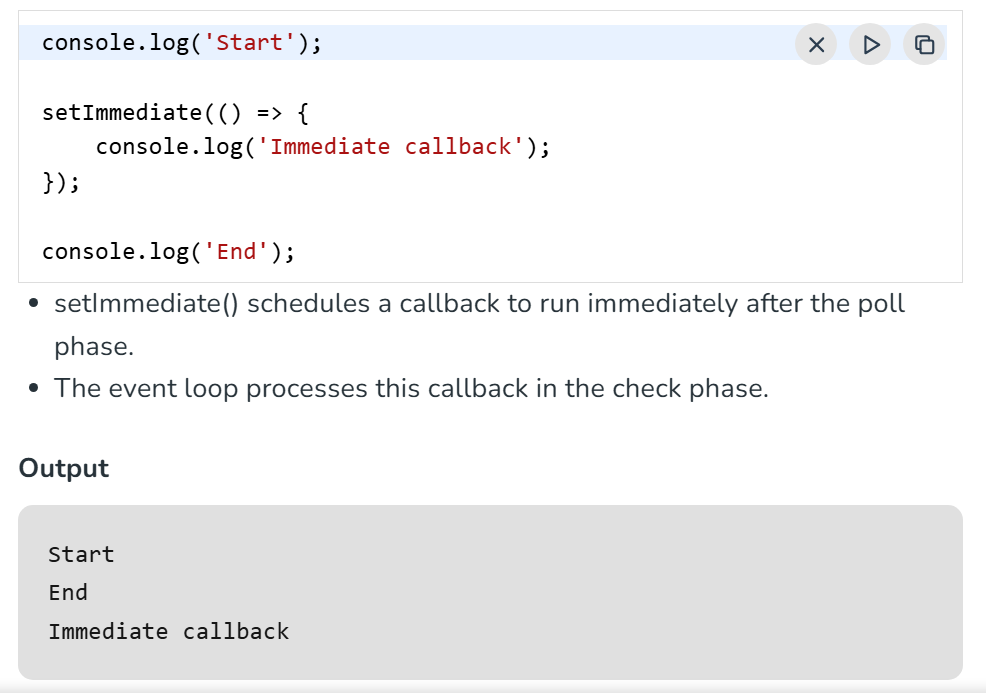 console.log('Start');
setImmediate(() => {
    console.log('Immediate callback');
});
console.log('End');
• setImmediate() schedules a callback to run immediately after the poll
phase.
• The event loop processes this callback in the check phase.
Output
Start
End
Immediate callback